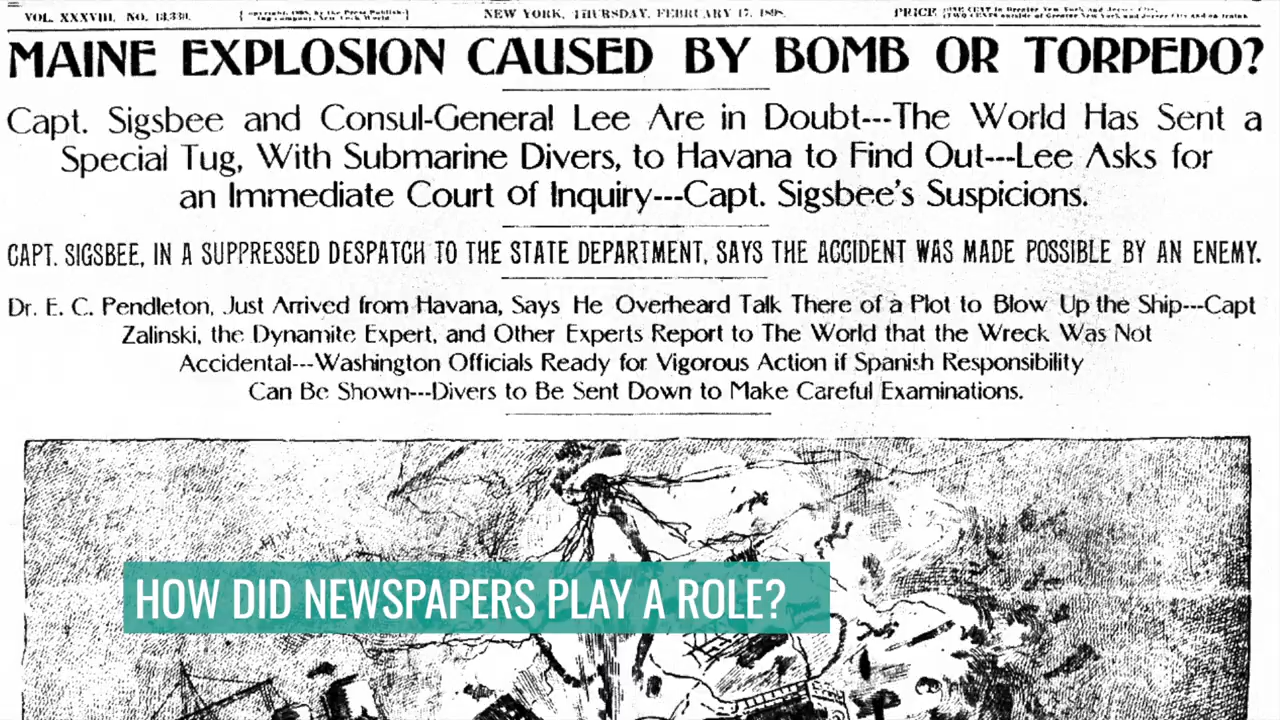 VOL. XXXVIII. NO. 13,330.
NEW YORK, THURSDAY, FEBRUARY 17, 1898.
PRICE
MAINE EXPLOSION CAUSED BY BOMB OR TORPEDO?
Capt. Sigsbee and Consul-General Lee Are in Doubt---The World Has Sent a
Special Tug, With Submarine Divers, to Havana to Find Out---Lee Asks for
an Immediate Court of Inquiry---Capt. Sigsbee's Suspicions.
CAPT. SIGSBEE, IN A SUPPRESSED DESPATCH TO THE STATE DEPARTMENT, SAYS THE ACCIDENT WAS MADE POSSIBLE BY AN ENEMY.
Dr. E. C. Pendleton, Just Arrived from Havana, Says He Overheard Talk There of a Plot to Blow Up the Ship---Capt
Zalinski, the Dynamite Expert, and Other Experts Report to The World that the Wreck Was Not
Accidental---Washington Officials Ready for Vigorous Action if Spanish Responsibility
Can Be Shown---Divers to Be Sent Down to Make Careful Examinations.
HOW DID NEWSPAPERS PLAY A ROLE?